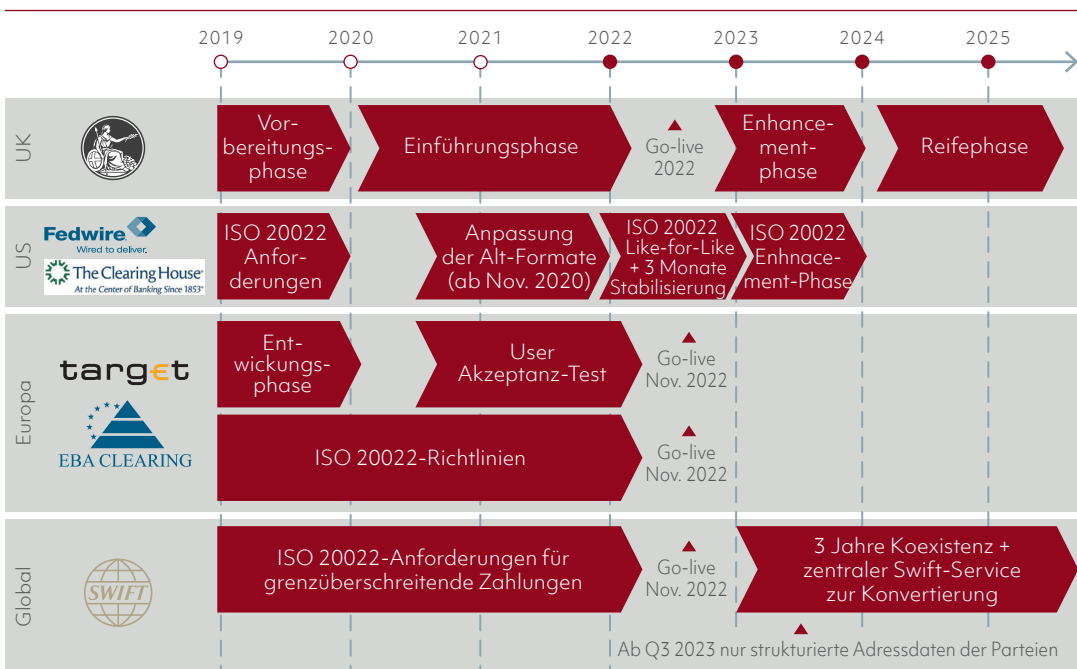 2019 2020 2021 2022 2023 2024 2025
UK
Vor-
bereitungs-
phase
Einführungsphase
Go-live
2022
Enhance-
ment-
phase
Reifephase
US
Fedwire
Wired to deliver.
The Clearing House
At the Center of Banking Since 1853
ISO 20022
Anfor-
derungen
Anpassung
der Alt-Formate
(ab Nov. 2020)
ISO 20022
Like-for-Like
+ 3 Monate
Stabilisierung
ISO 20022
Enhnace-
ment-Phase
Europa
target
EBA CLEARING
Ent-
wickungs-
phase
User
Akzeptanz-Test
Go-live
Nov. 2022
ISO 20022-Richtlinien
Go-live
Nov. 2022
Global
SWIFT
ISO 20022-Anforderungen für
grenzüberschreitende Zahlungen
Go-live
Nov. 2022
3 Jahre Koexistenz +
zentraler Swift-Service
zur Konvertierung
Ab Q3 2023 nur strukturierte Adressdaten der Parteien